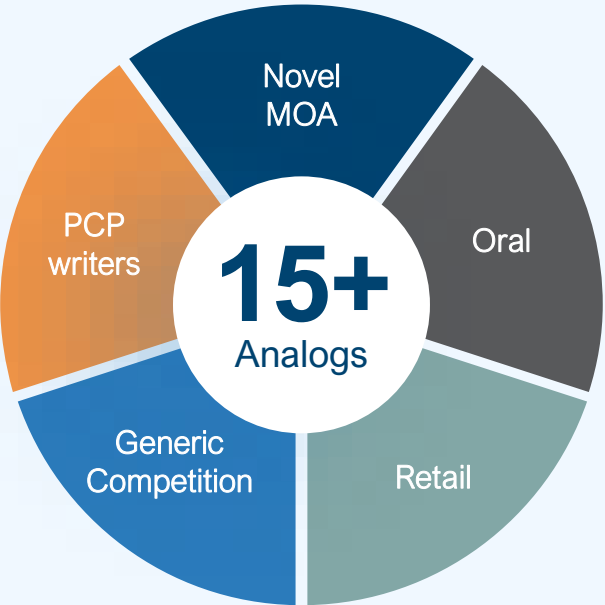 Novel
MOA
PCP
writers
Oral
15+
Analogs
Generic
Competition
Retail